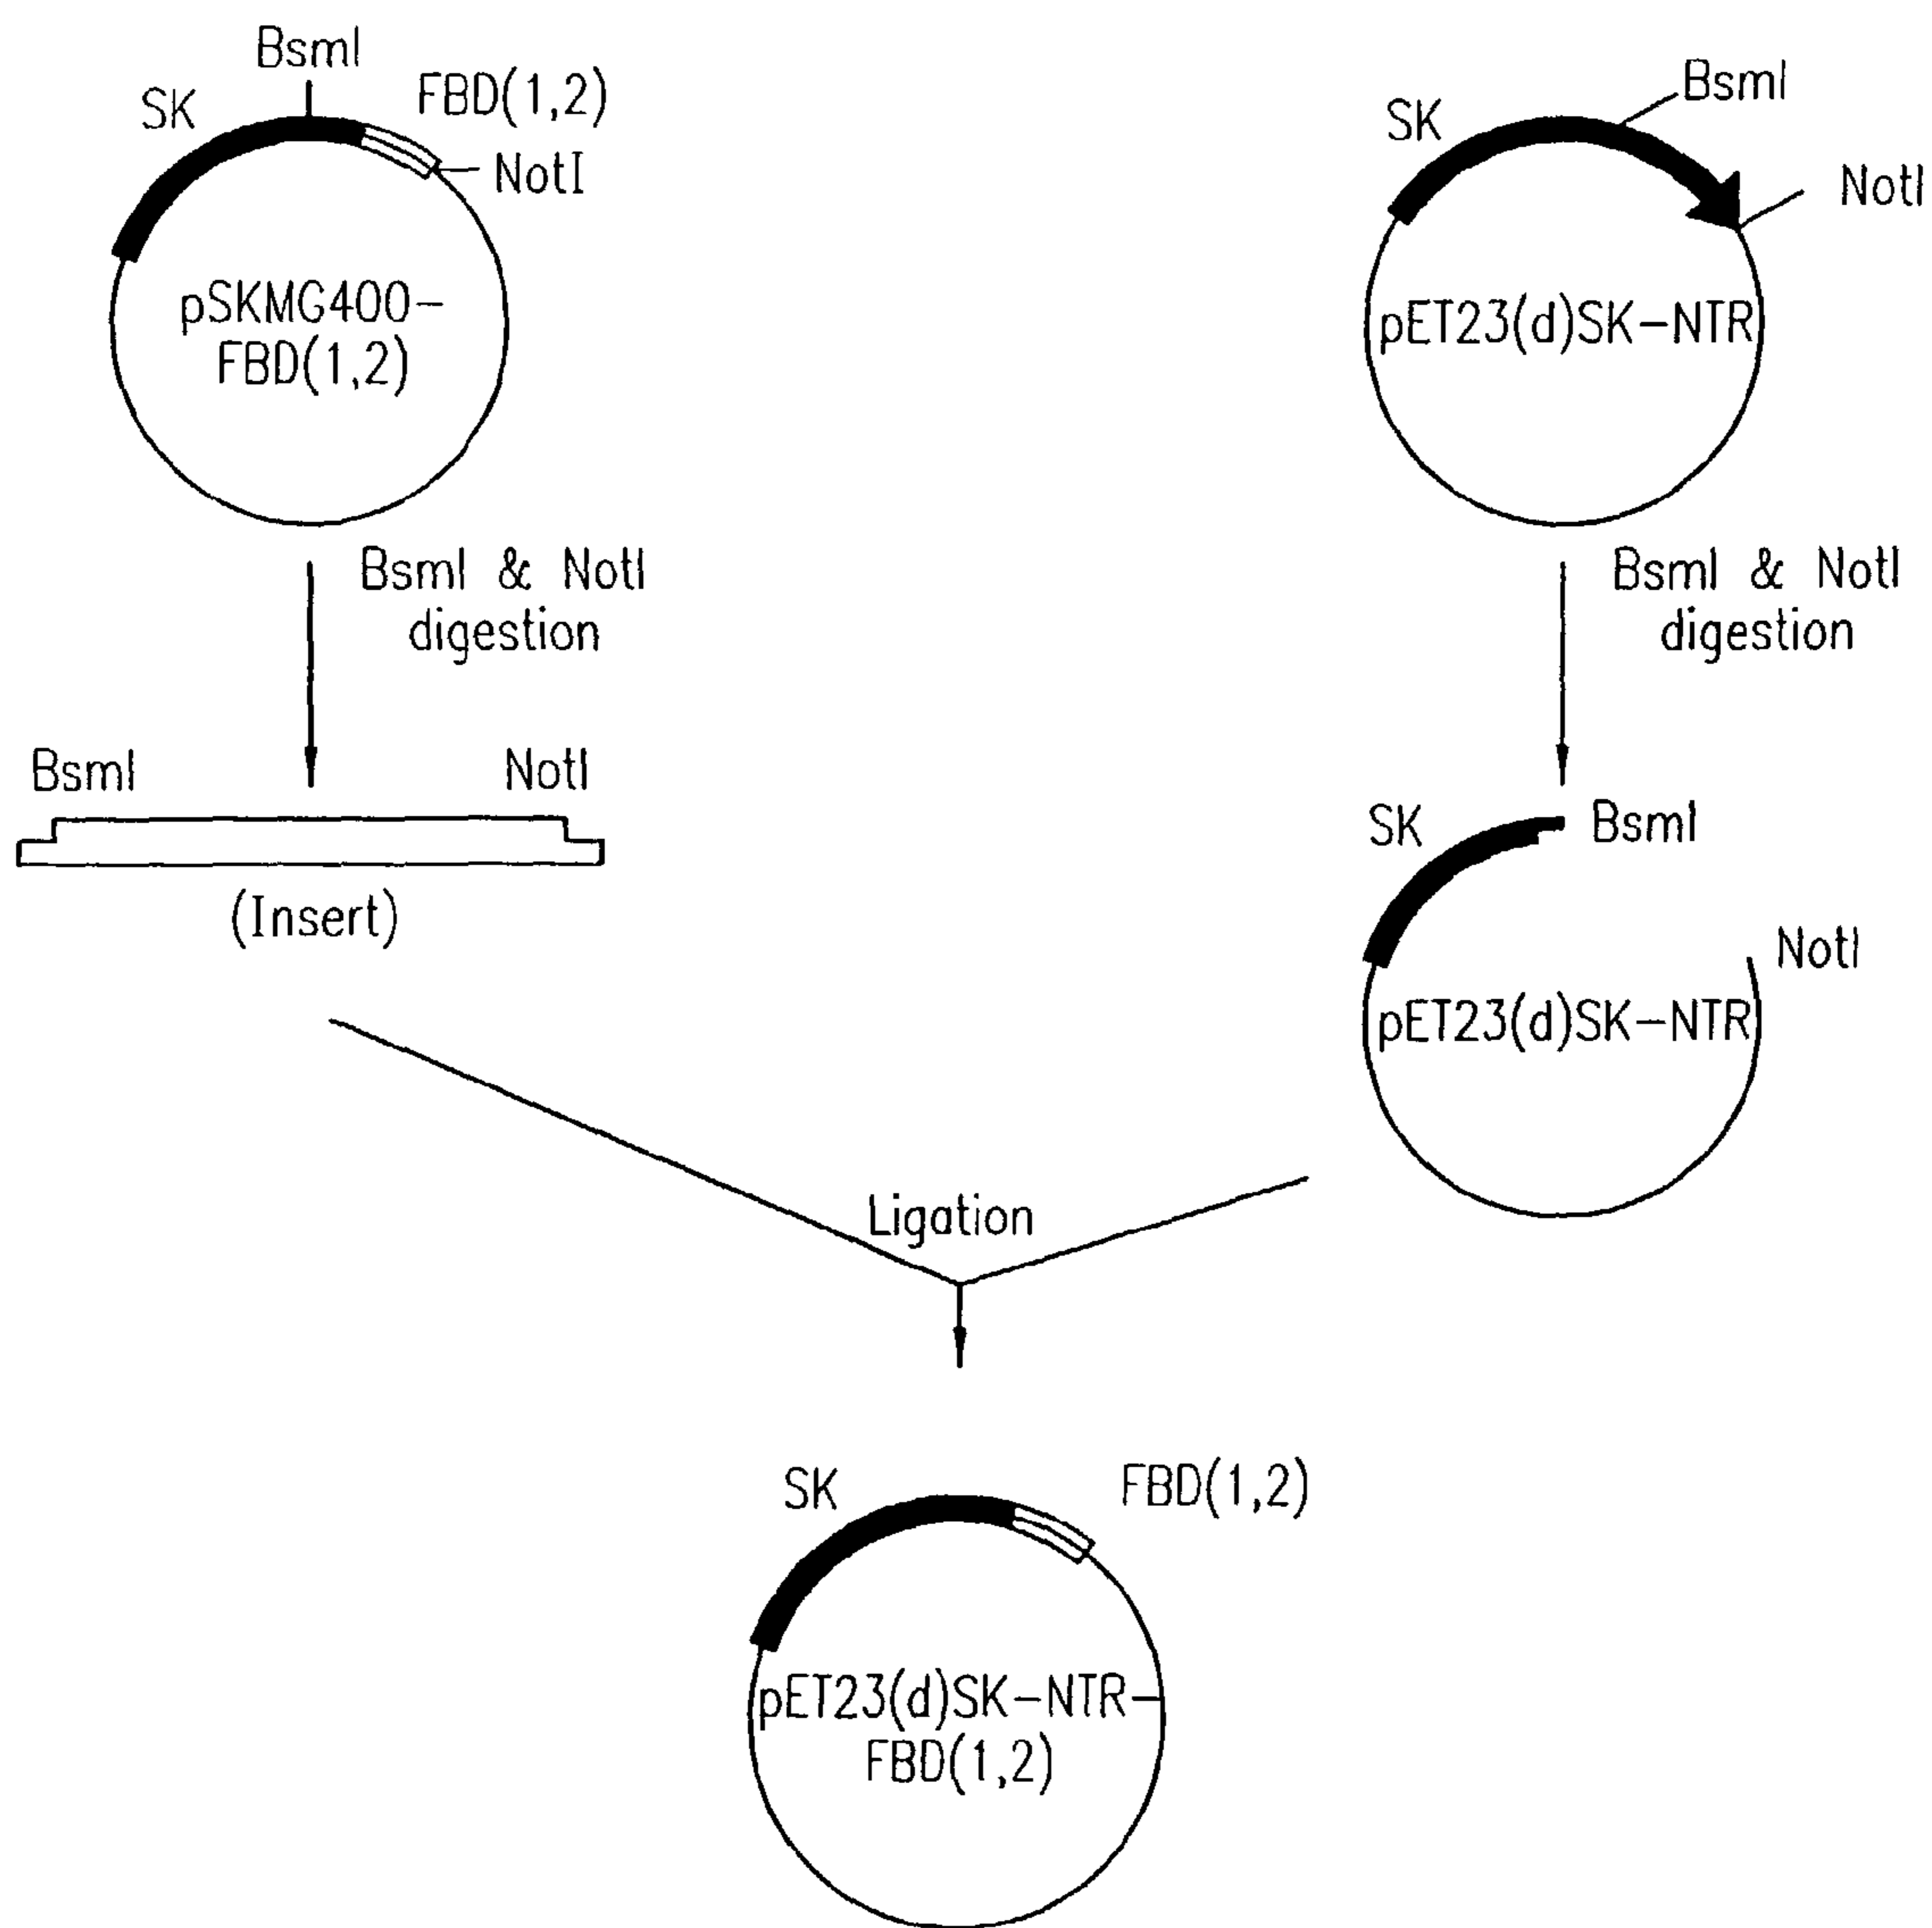 BsmI
SK
FBD(1,2)
NotI
pSKMG400-
FBD(1,2)
BsmI
SK
NotI
pET23(d)SK-NTR
BsmI & NotI
digestion
BsmI & NotI
digestion
BsmI
NotI
(Insert)
SK
BsmI
NotI
pET23(d)SK-NTR
Ligation
SK
FBD(1,2)
pET23(d)SK-NTR-
FBD(1,2)